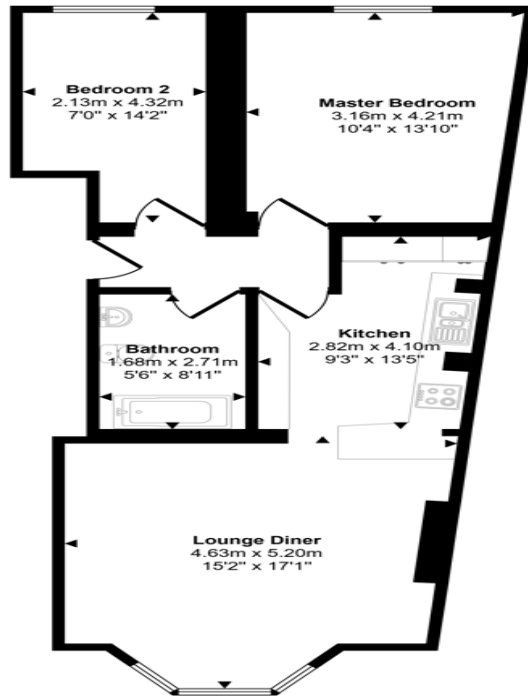 Bedroom 2
2.13m x 4.32m
7'0" x 14'2"
Master Bedroom
3.16m x 4.21m
10'4" x 13'10"
Kitchen
2.82m x 4.10m
9'3" x 13'5"
Bathroom
1.68m x 2.71m
5'6" x 8'11"
Lounge Diner
4.63m x 5.20m
15'2" x 17'1"